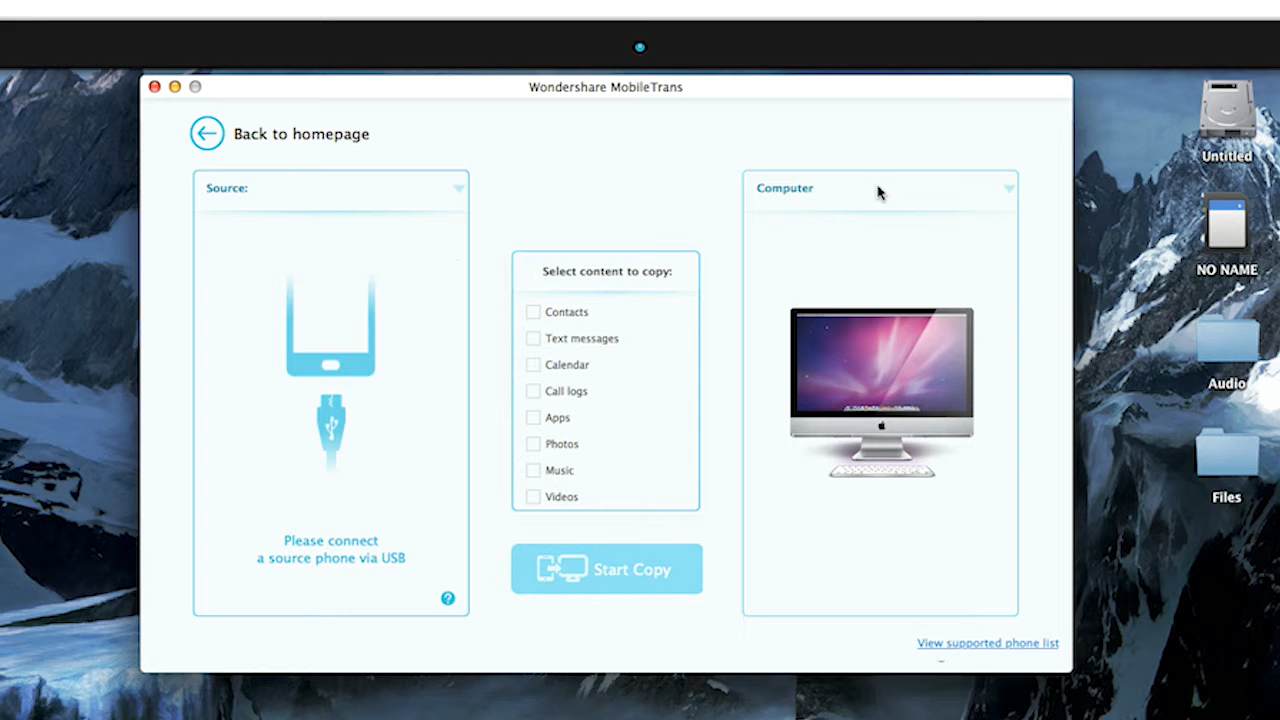 Wondershare MobileTrans
Back to homepage
Source:
Please connect
a source phone via USB
?
Select content to copy:
Contacts
Text messages
Calendar
Call logs
Apps
Photos
Music
Videos
Start Copy
Computer
View supported phone list
Untitled
NO NAME
Audio
Files